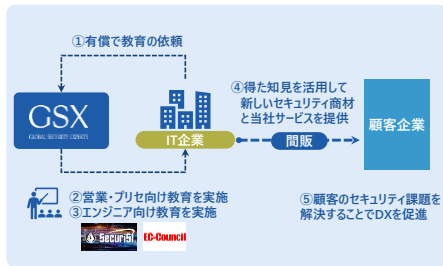 ①有償で教育の依頼
GSX
GLOBAL SECURITY EXPERTS
IT企業
④得た知見を活用して
新しいセキュリティ商材
と当社サービスを提供
間販
顧客企業
②営業・プリセ向け教育を実施
③エンジニア向け教育を実施
SecuriST
EC-Council
⑤顧客のセキュリティ課題を
解決することでDXを促進